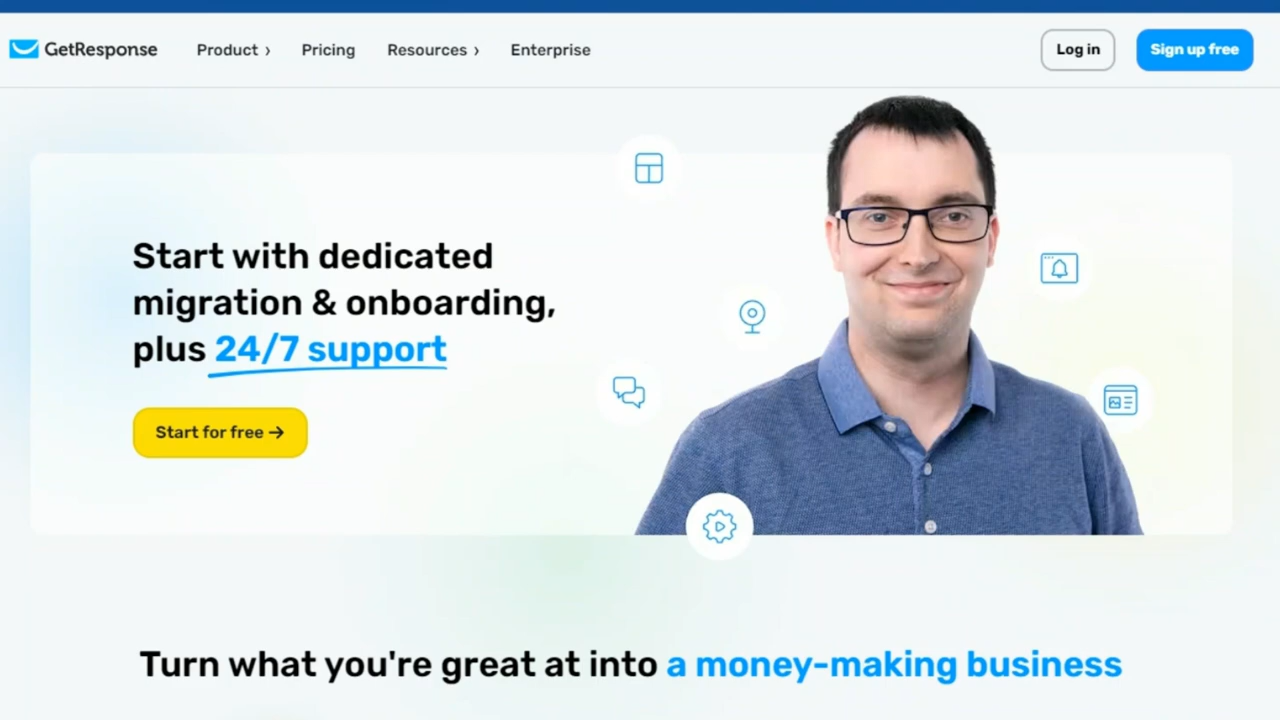 GetResponse
Product ›
Pricing
Resources ›
Enterprise
Log in
Sign up free
Start with dedicated
migration & onboarding,
plus 24/7 support
Start for free →
Turn what you're great at into a money-making business